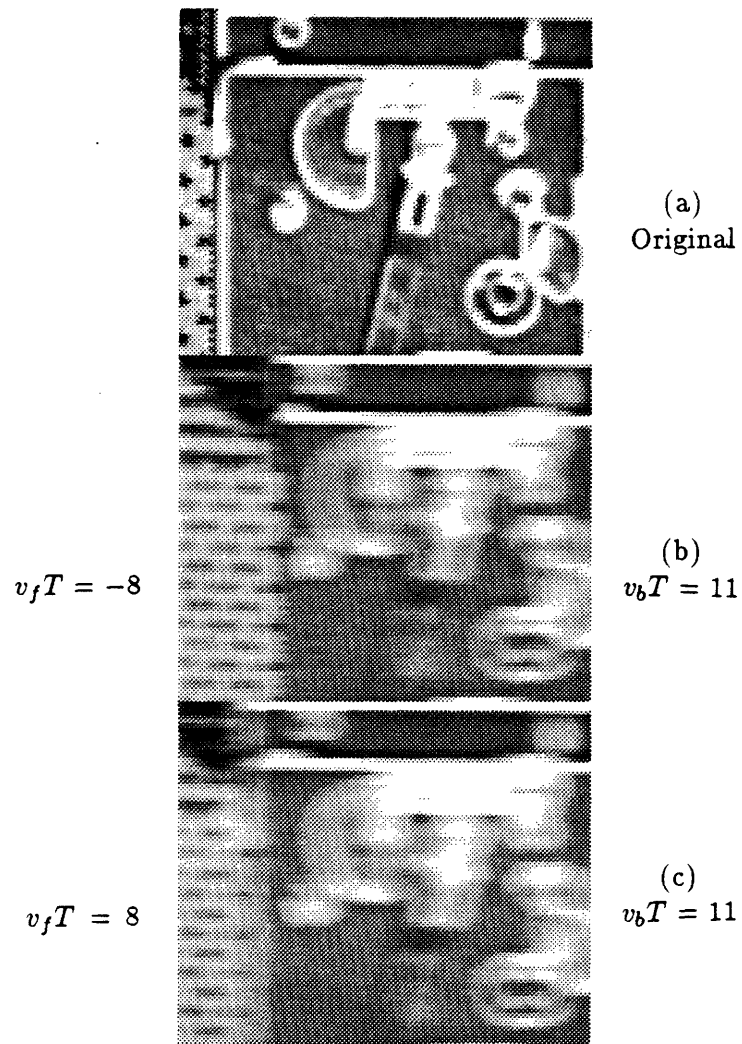 (a)
Original
(b)
v_f T = −8
v_b T = 11
(c)
v_f T = 8
v_b T = 11